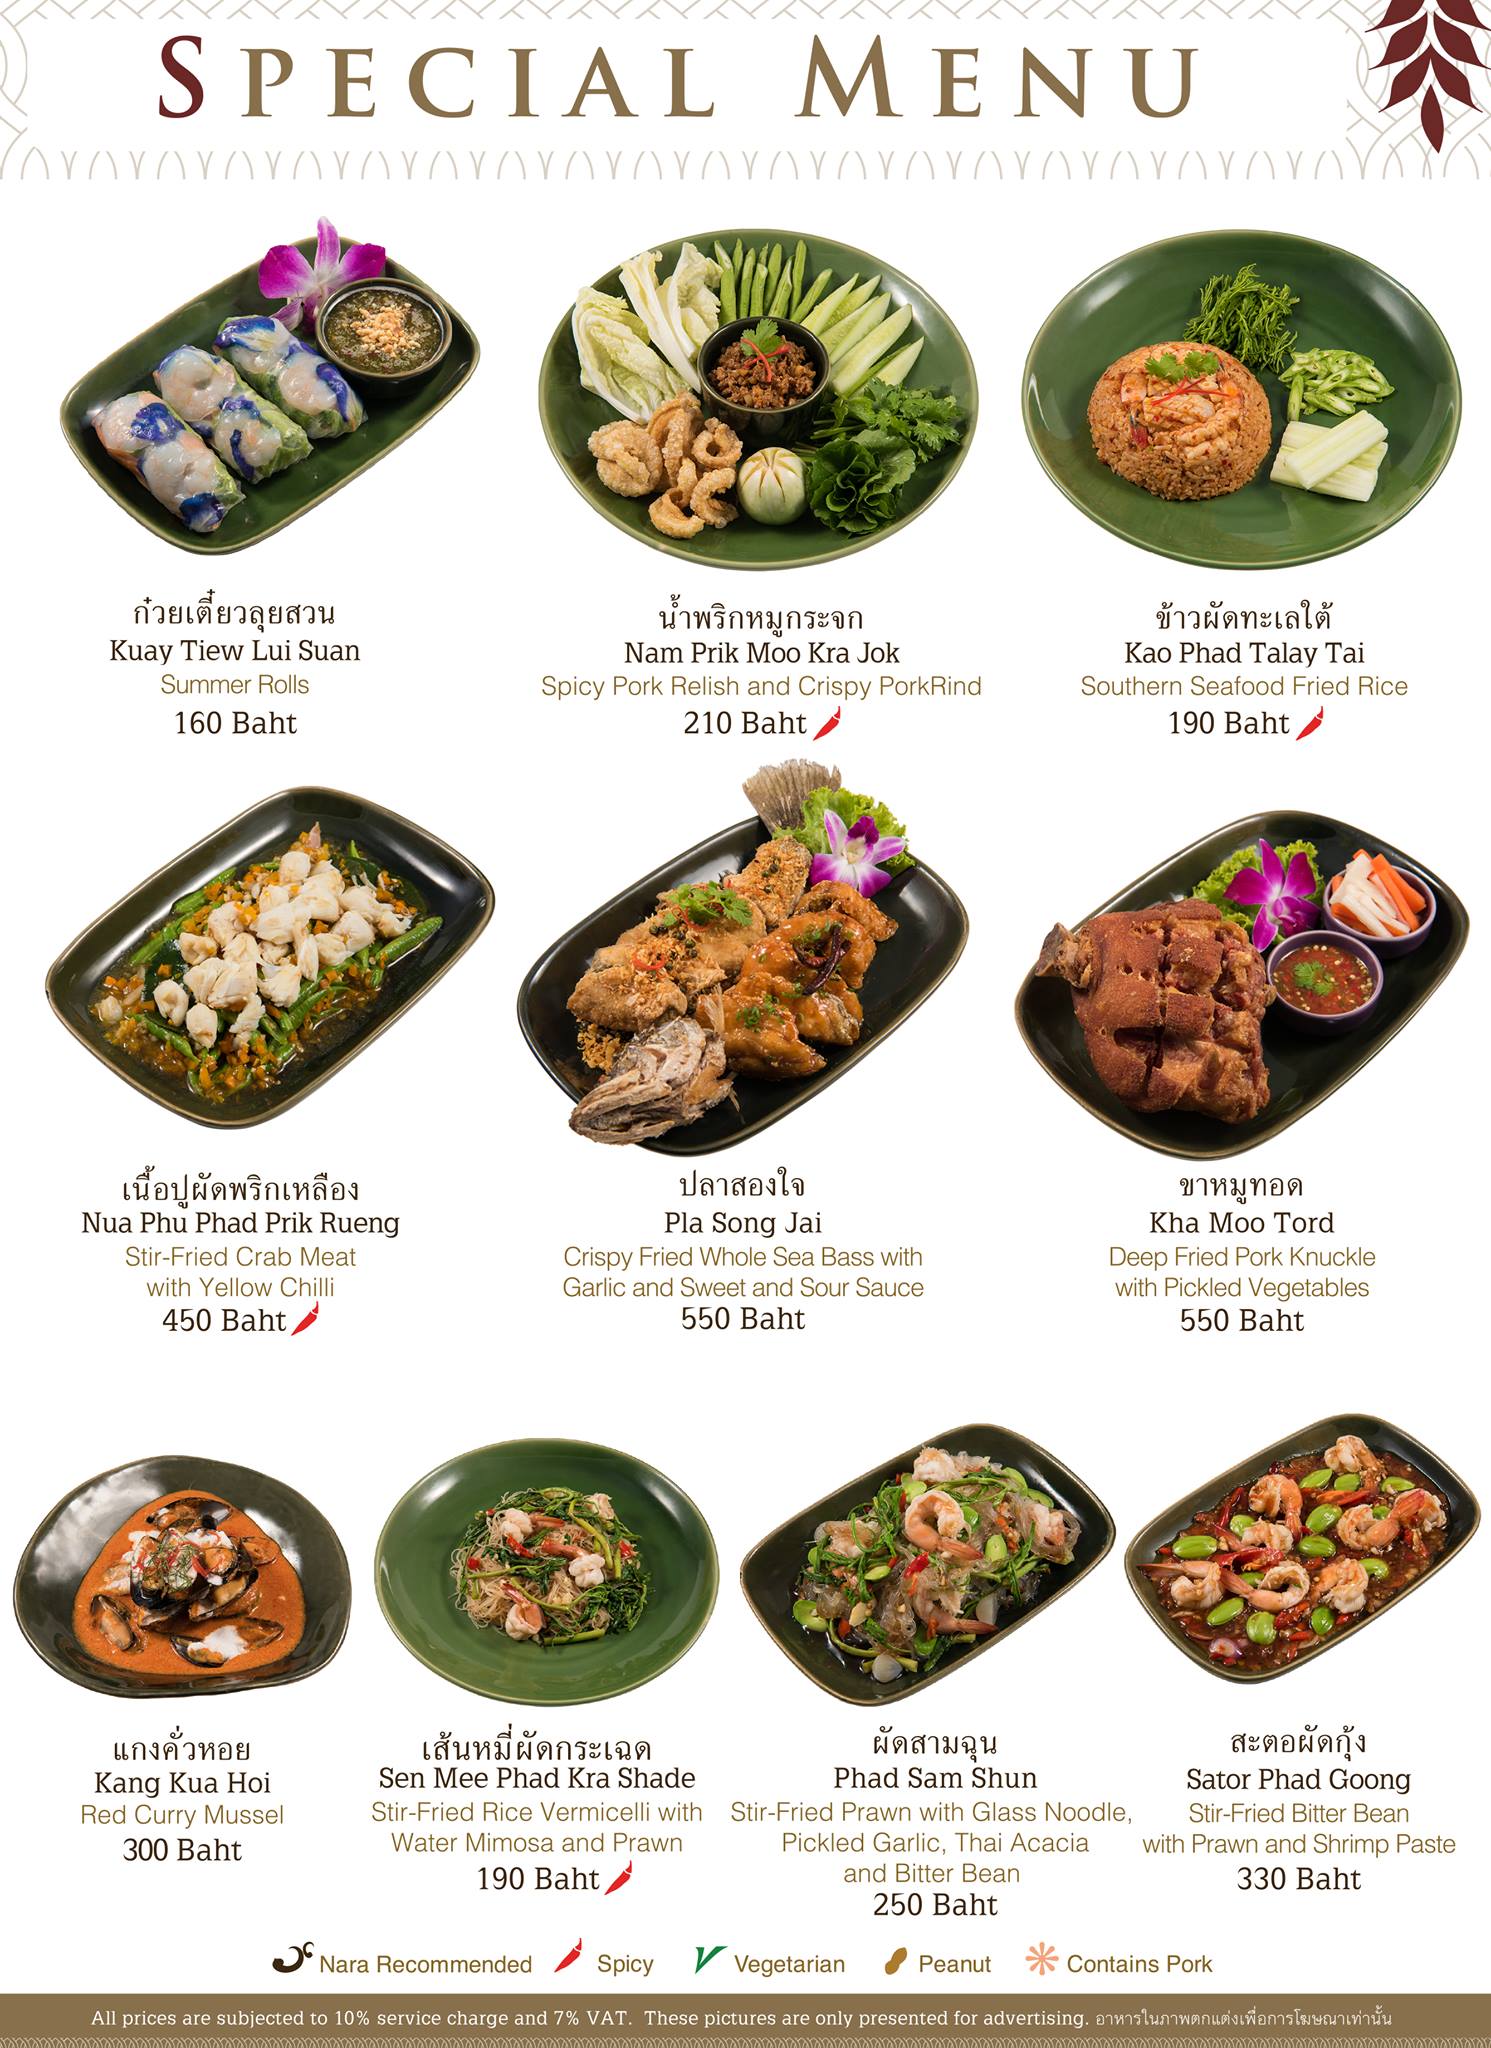 SPECIAL MENU
ก๋วยเตี๋ยวลุยสวน
Kuay Tiew Lui Suan
Summer Rolls
160 Baht
น้ำพริกหมูกระจก
Nam Prik Moo Kra Jok
Spicy Pork Relish and Crispy PorkRind
210 Baht
ข้าวผัดทะเลใต้
Kao Phad Talay Tai
Southern Seafood Fried Rice
190 Baht
เนื้อปูผัดพริกเหลือง
Nua Phu Phad Prik Rueng
Stir-Fried Crab Meat
with Yellow Chilli
450 Baht
ปลาสองใจ
Pla Song Jai
Crispy Fried Whole Sea Bass with
Garlic and Sweet and Sour Sauce
550 Baht
ขาหมูทอด
Kha Moo Tord
Deep Fried Pork Knuckle
with Pickled Vegetables
550 Baht
แกงคั่วหอย
Kang Kua Hoi
Red Curry Mussel
300 Baht
เส้นหมี่ผัดกระเฉด
Sen Mee Phad Kra Shade
Stir-Fried Rice Vermicelli with
Water Mimosa and Prawn
190 Baht
ผัดสามฉุน
Phad Sam Shun
Stir-Fried Prawn with Glass Noodle,
Pickled Garlic, Thai Acacia
and Bitter Bean
250 Baht
สะตอผัดกุ้ง
Sator Phad Goong
Stir-Fried Bitter Bean
with Prawn and Shrimp Paste
330 Baht
Nara Recommended Spicy Vegetarian Peanut Contains Pork
All prices are subjected to 10% service charge and 7% VAT. These pictures are only presented for advertising. อาหารในภาพตกแต่งเพื่อการโฆษณาเท่านั้น